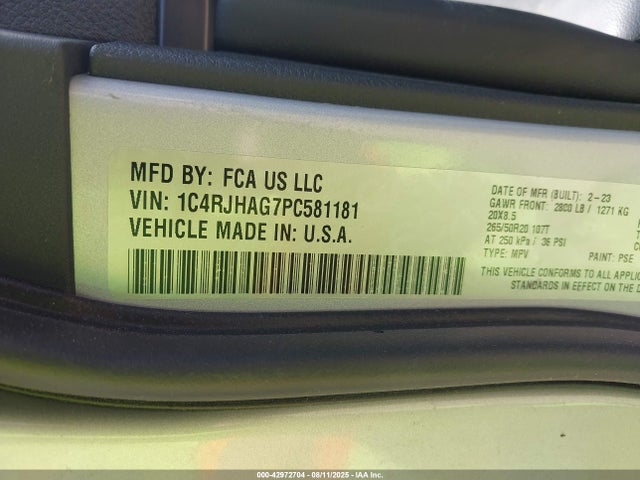 MFD BY: FCA US LLC
VIN: 1C4RJHAG7PC581181
VEHICLE MADE IN: U.S.A.
DATE OF MFR (BUILT): 2-23
GAWR FRONT: 2800 LB / 1271 KG
20X8.5
265/50R20 107T
AT 250 kPa / 36 PSI
TYPE: MPV
PAINT: PSE
THIS VEHICLE CONFORMS TO ALL APPLIC
STANDARDS IN EFFECT ON THE D
000-42972704 - 08/11/2025 - IAA Inc.